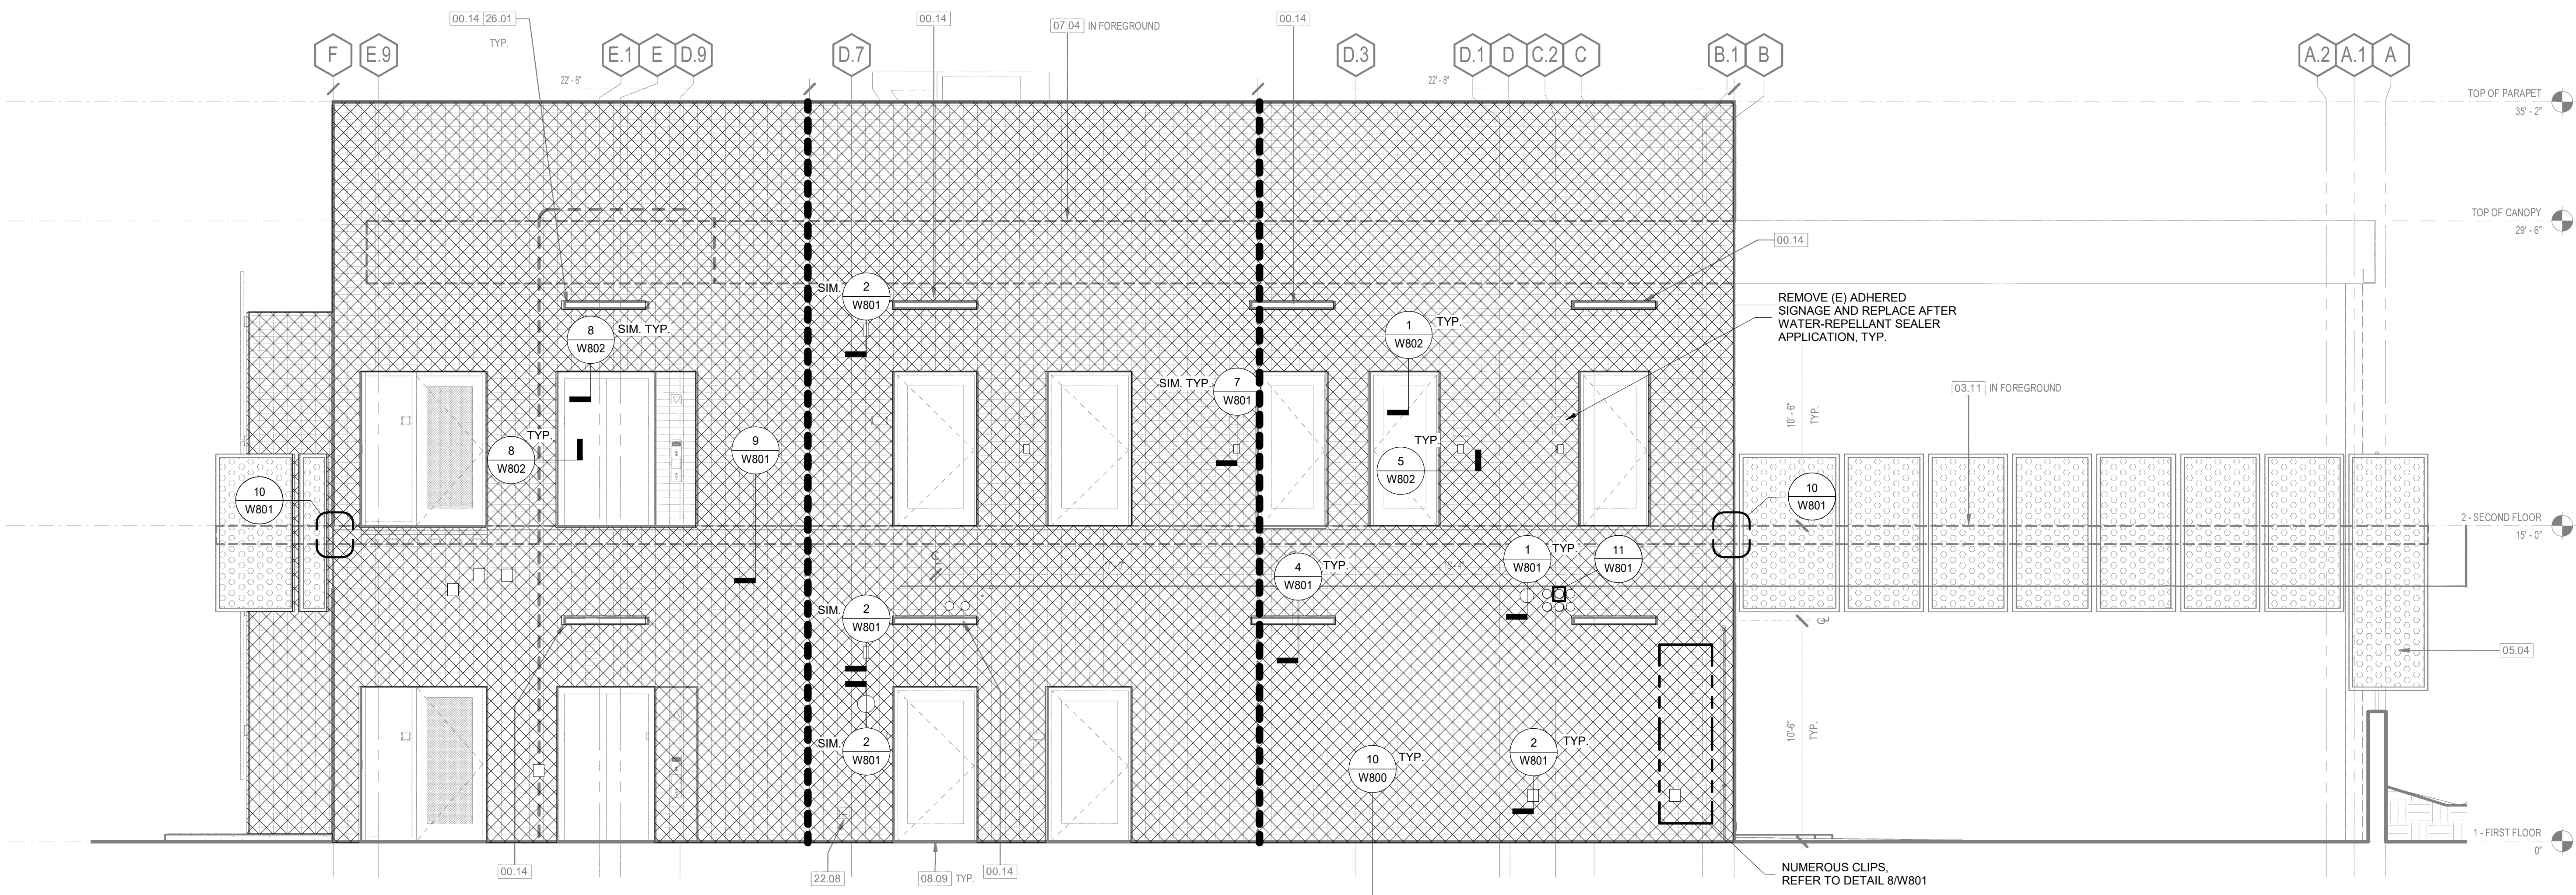 00.14 26.01
TYP.
00.14
07.04 IN FOREGROUND
00.14
F
E.9
E.1
E
D.9
D.7
D.3
D.1
D
C.2
C
B.1
B
A.2
A.1
A
22' - 8"
22' - 8"
TOP OF PARAPET
35' - 2"
TOP OF CANOPY
29' - 6"
00.14
SIM.
2
W801
8
W802
SIM. TYP.
1
W802
TYP.
REMOVE (E) ADHERED
SIGNAGE AND REPLACE AFTER
WATER-REPELLANT SEALER
APPLICATION, TYP.
SIM. TYP.
7
W801
03.11 IN FOREGROUND
10' - 6"
TYP.
TYP.
8
W802
9
W801
TYP.
5
W802
10
W801
10
W801
2 - SECOND FLOOR
15' - 0"
1
W801
TYP.
11
W801
4
W801
TYP.
CL
17' - 0"
15' - 4"
SIM.
2
W801
CL
05.04
SIM.
2
W801
2
W801
TYP.
10
W800
TYP.
10'-6"
TYP.
1 - FIRST FLOOR
0"
00.14
22.08
08.09 TYP.
00.14
NUMEROUS CLIPS,
REFER TO DETAIL 8/W801